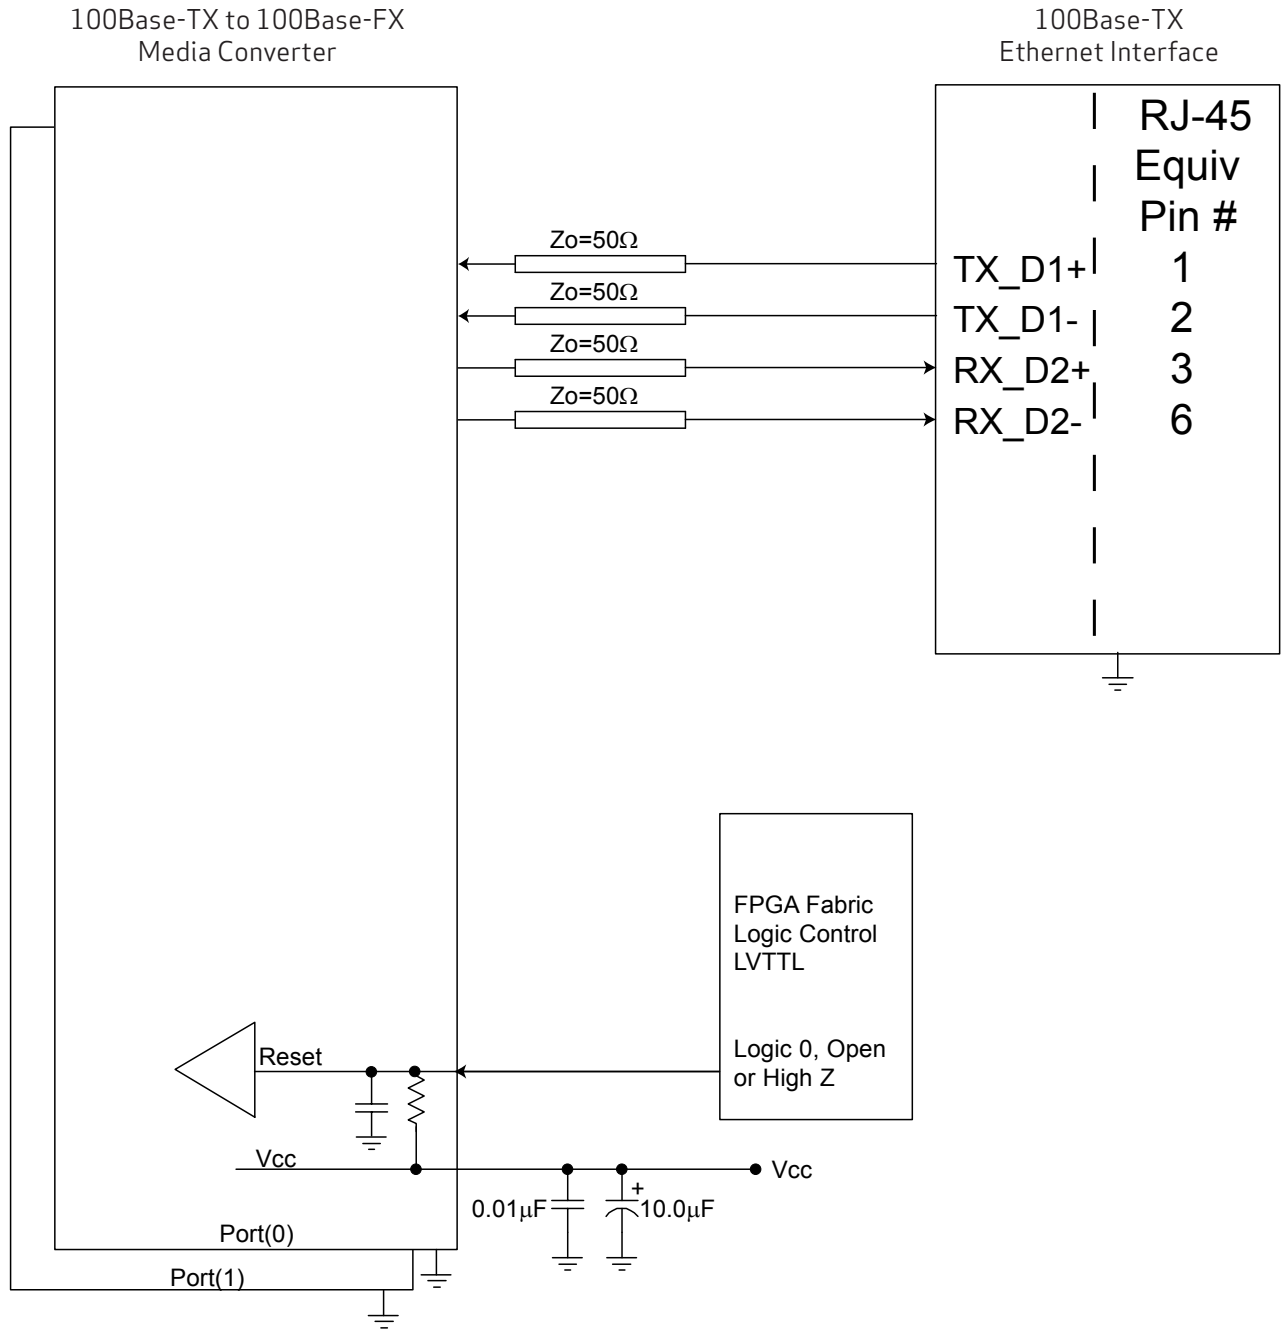 100Base-TX to 100Base-FX
Media Converter
100Base-TX
Ethernet Interface
RJ-45
Equiv
Pin #
Zo=50Ω
TX_D1+ 1
Zo=50Ω
TX_D1- 2
Zo=50Ω
RX_D2+ 3
Zo=50Ω
RX_D2- 6
FPGA Fabric
Logic Control
LVTTL
Logic 0, Open
or High Z
Reset
Vcc
Vcc
0.01μF
+
10.0μF
Port(0)
Port(1)